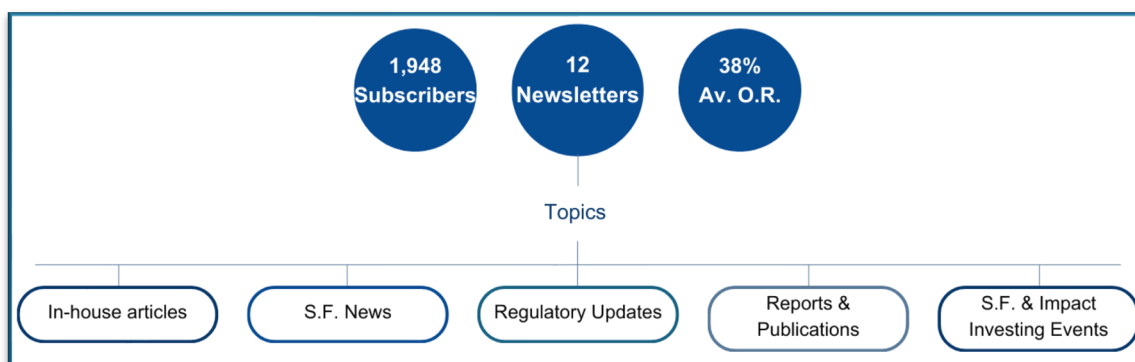 1,948
Subscribers
12
Newsletters
38%
Av. O.R.
Topics
In-house articles
S.F. News
Regulatory Updates
Reports &
Publications
S.F. & Impact
Investing Events